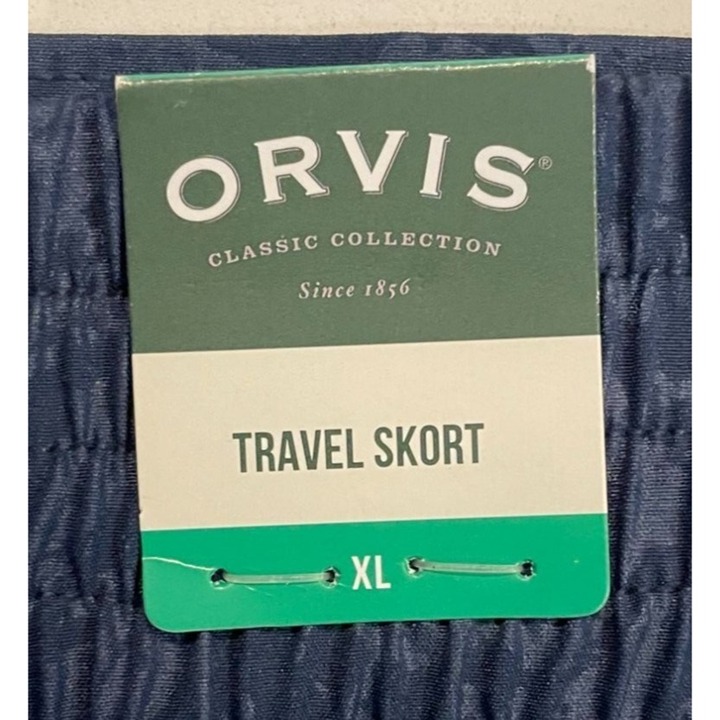 ORVIS®
CLASSIC COLLECTION
Since 1856
TRAVEL SKORT
XL